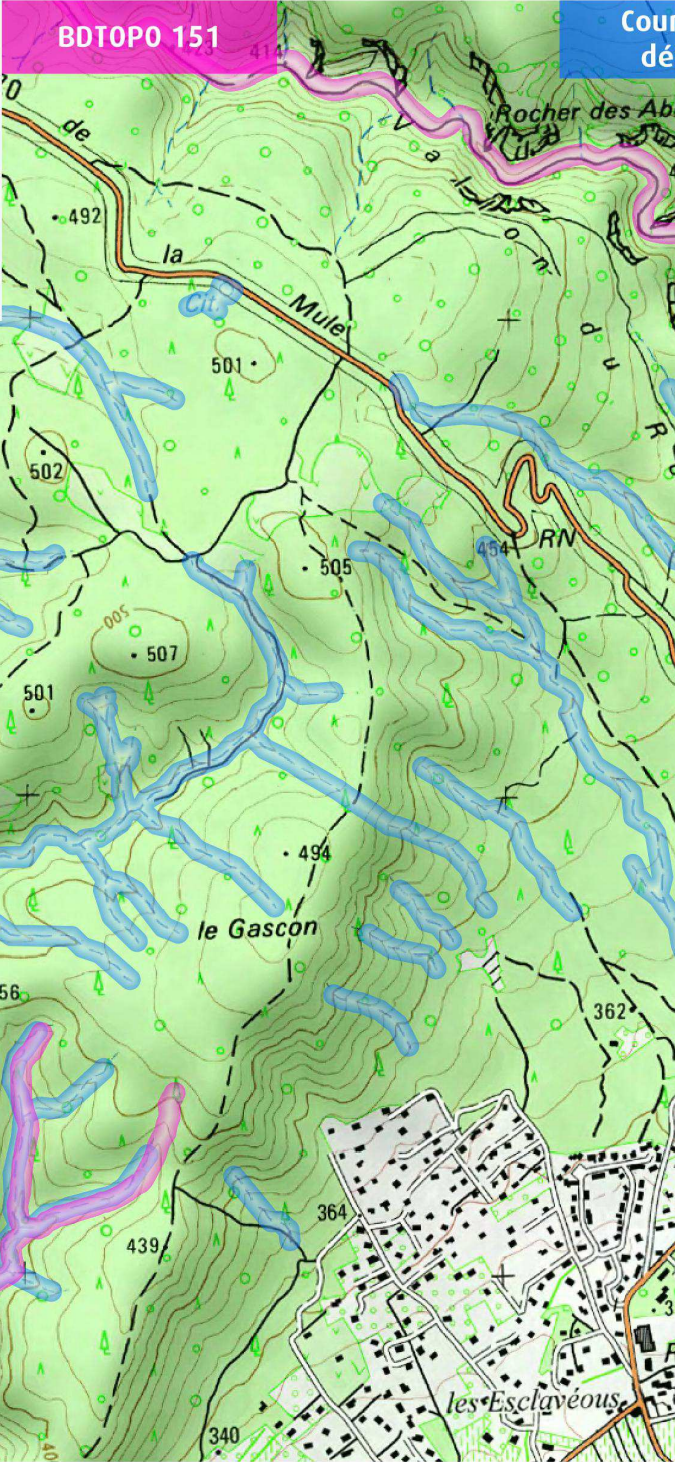 BDTOPO 151
Cour
dé
414
Rocher des Ab
de
492
la
Cit.
Mule
Vallon
du
R
501
502
RN
454
505
500
507
501
494
le Gascon
56
362
364
439
les Esclavéous
340